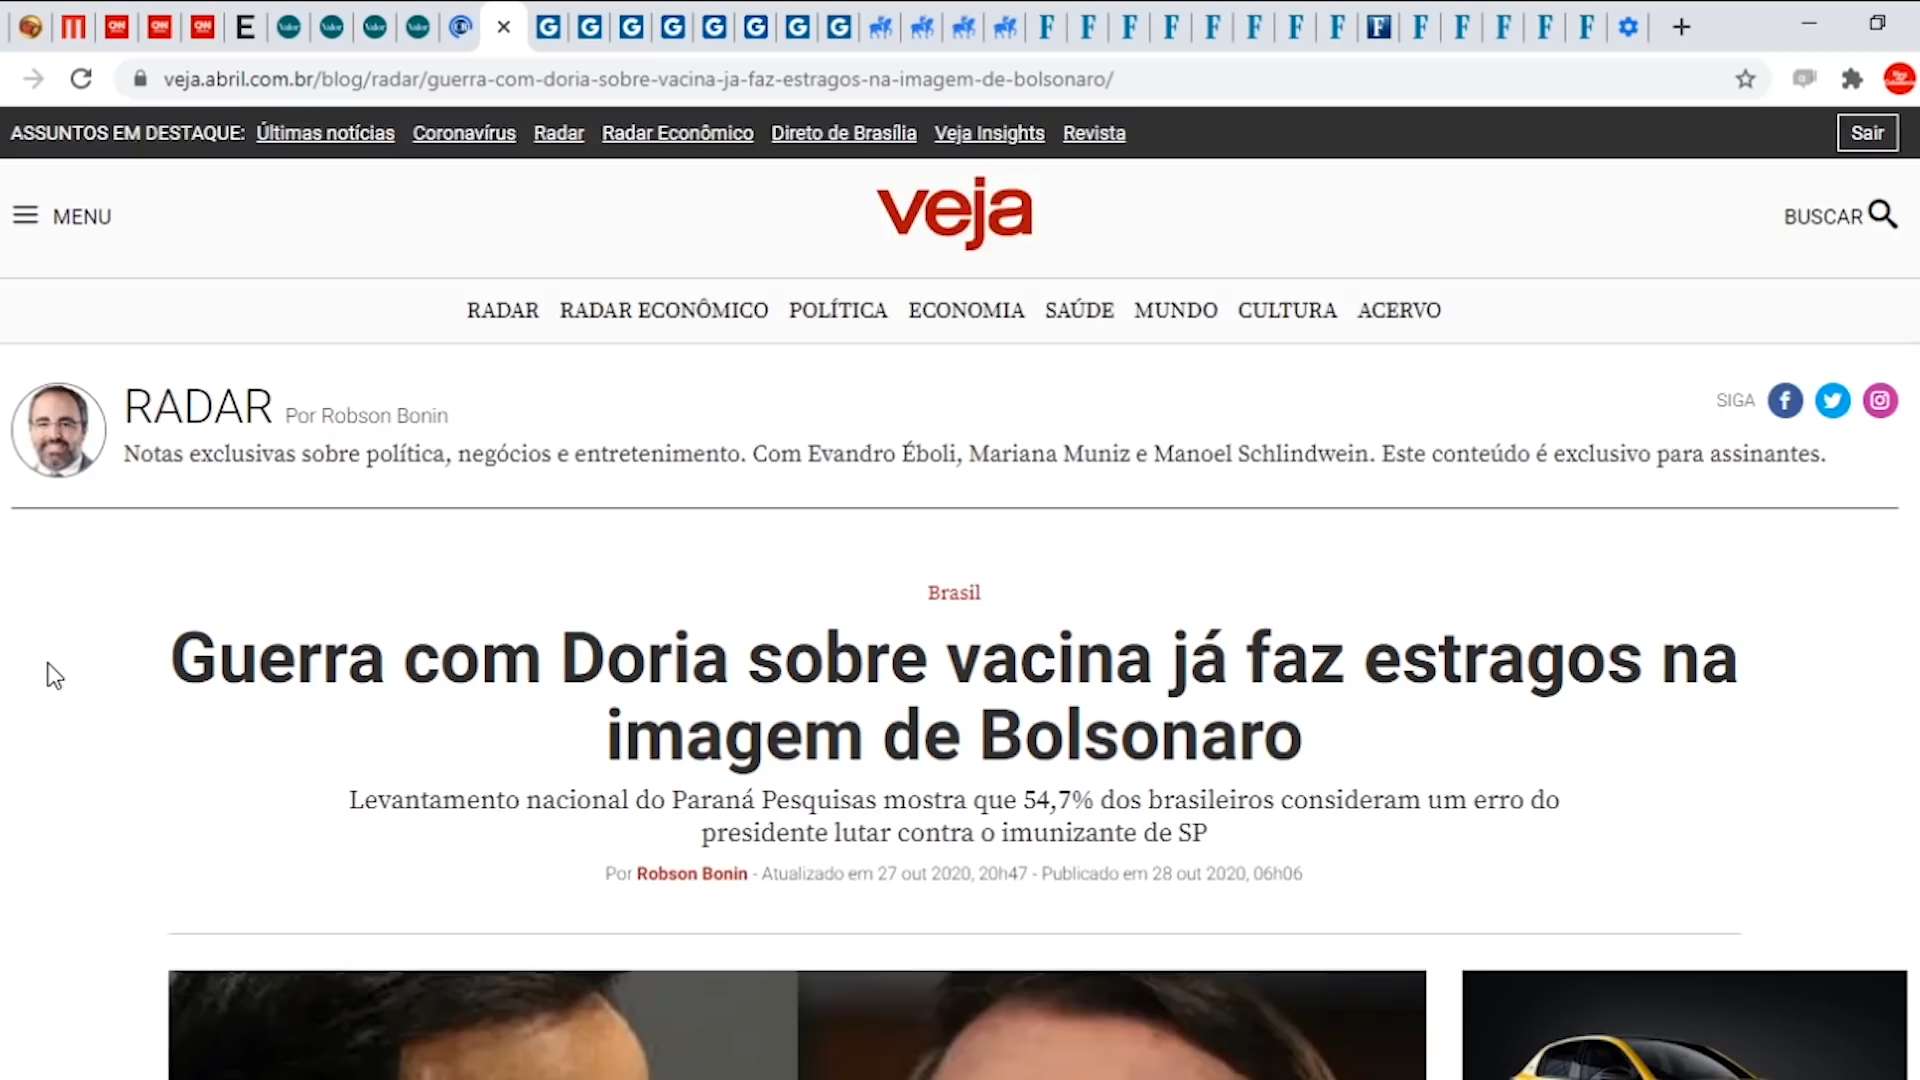 veja.abril.com.br/blog/radar/guerra-com-doria-sobre-vacina-ja-faz-estragos-na-imagem-de-bolsonaro/
ASSUNTOS EM DESTAQUE: Últimas notícias Coronavírus Radar Radar Econômico Direto de Brasília Veja Insights Revista Sair
MENU veja BUSCAR
RADAR RADAR ECONÔMICO POLÍTICA ECONOMIA SAÚDE MUNDO CULTURA ACERVO
RADAR Por Robson Bonin SIGA
Notas exclusivas sobre política, negócios e entretenimento. Com Evandro Éboli, Mariana Muniz e Manoel Schlindwein. Este conteúdo é exclusivo para assinantes.
Brasil
Guerra com Doria sobre vacina já faz estragos na
imagem de Bolsonaro
Levantamento nacional do Paraná Pesquisas mostra que 54,7% dos brasileiros consideram um erro do
presidente lutar contra o imunizante de SP
Por Robson Bonin - Atualizado em 27 out 2020, 20h47 - Publicado em 28 out 2020, 06h06